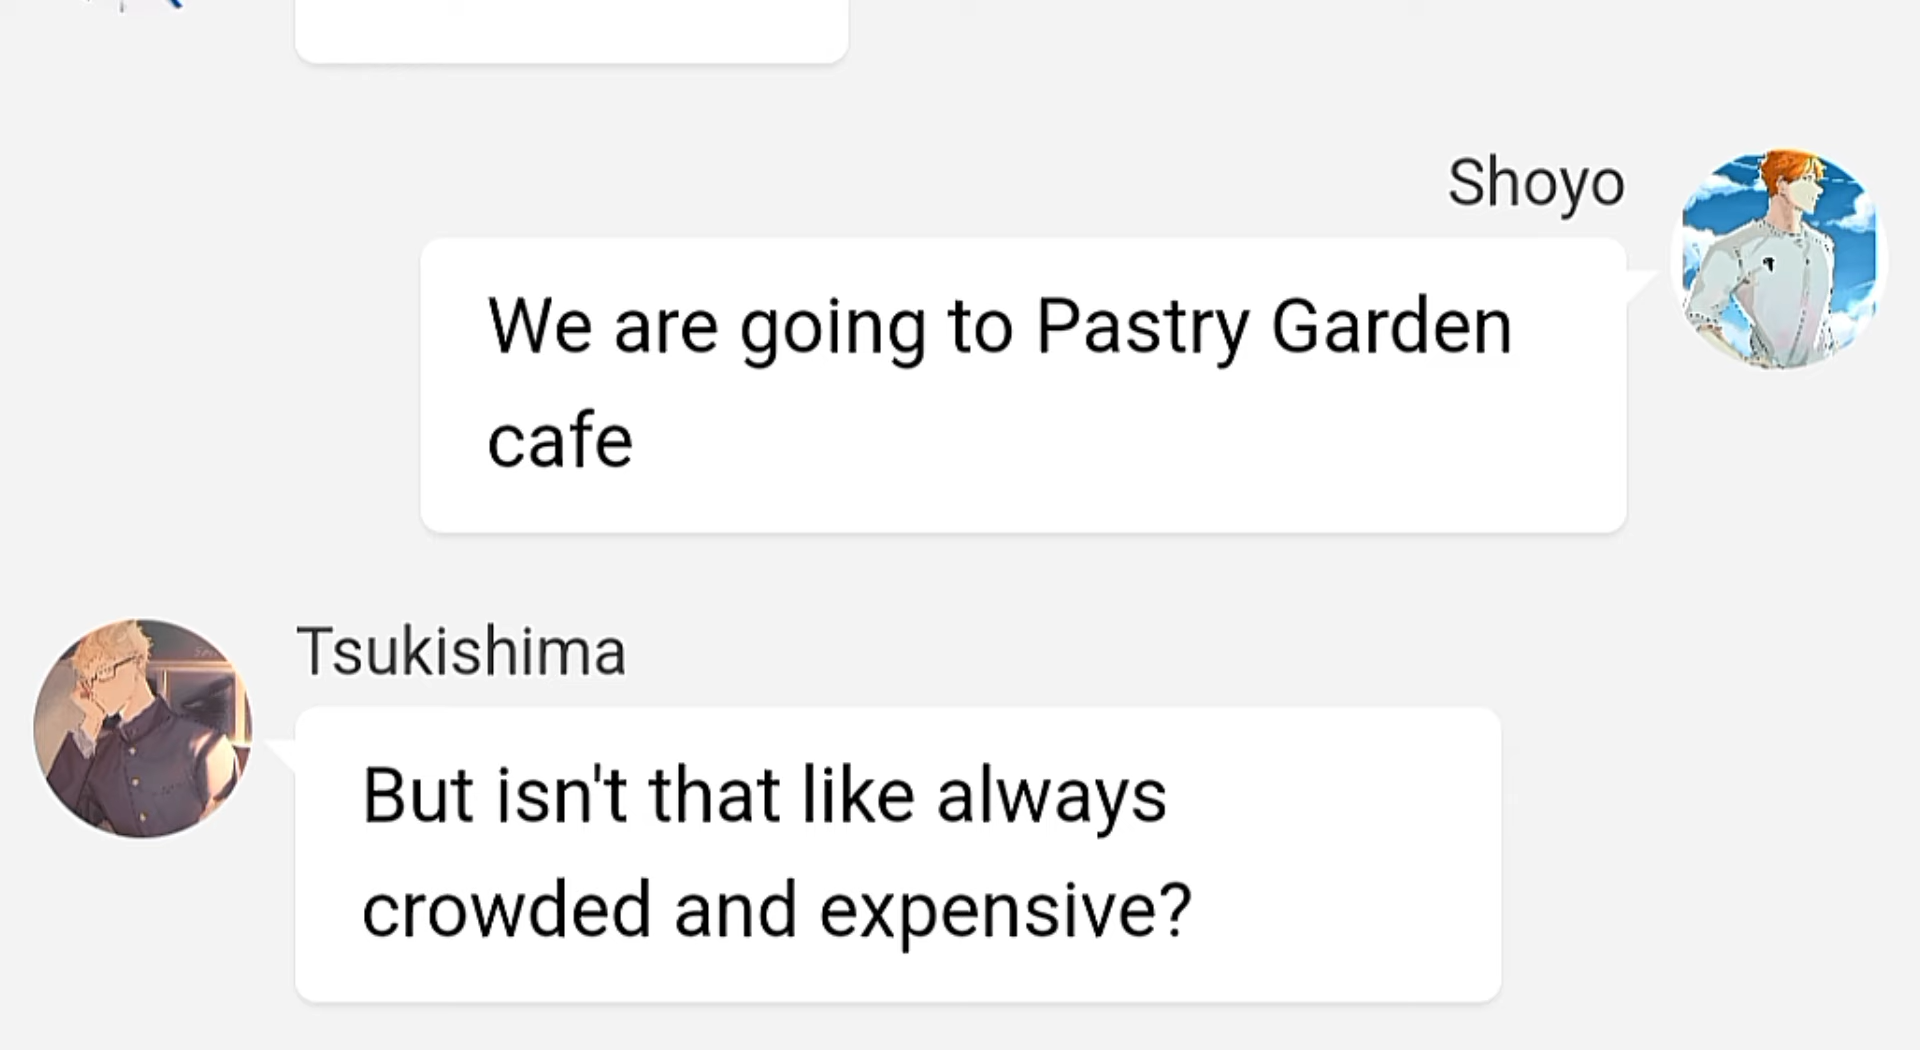 Shoyo
We are going to Pastry Garden
cafe
Tsukishima
But isn't that like always
crowded and expensive?